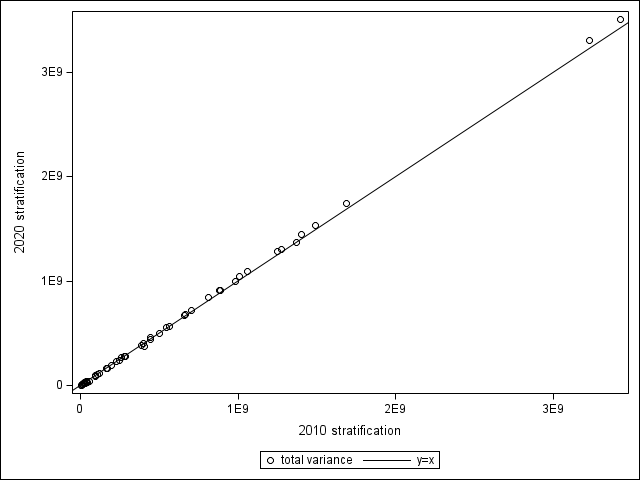 3E9
2E9
1E9
0
2020 stratification
0 1E9 2E9 3E9
2010 stratification
total variance y=x